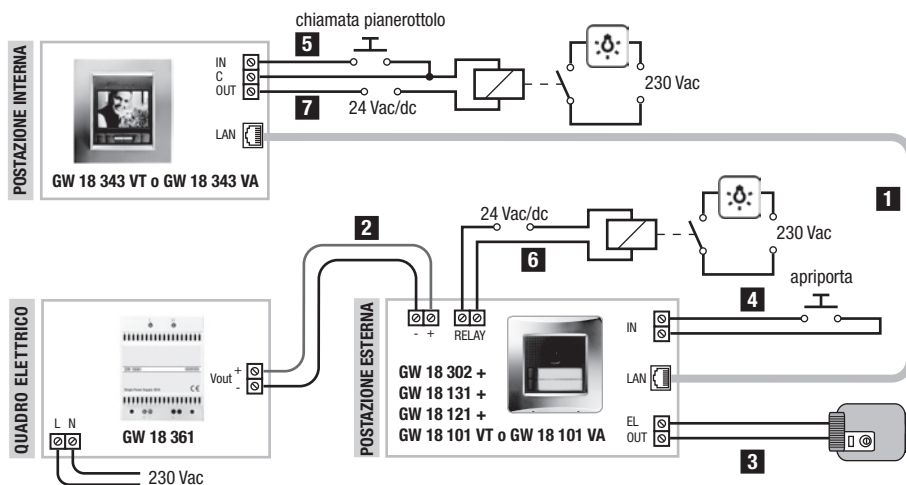 chiamata pianerottolo
5
POSTAZIONE INTERNA
IN
C
OUT
7
24 Vac/dc
230 Vac
LAN
GW 18 343 VT o GW 18 343 VA
1
2
24 Vac/dc
6
230 Vac
apriporta
4
QUADRO ELETTRICO
Vout
+
-
GW 18 361
L N
230 Vac
POSTAZIONE ESTERNA
- +
RELAY
IN
GW 18 302 +
GW 18 131 +
GW 18 121 +
GW 18 101 VT o GW 18 101 VA
LAN
EL
OUT
3